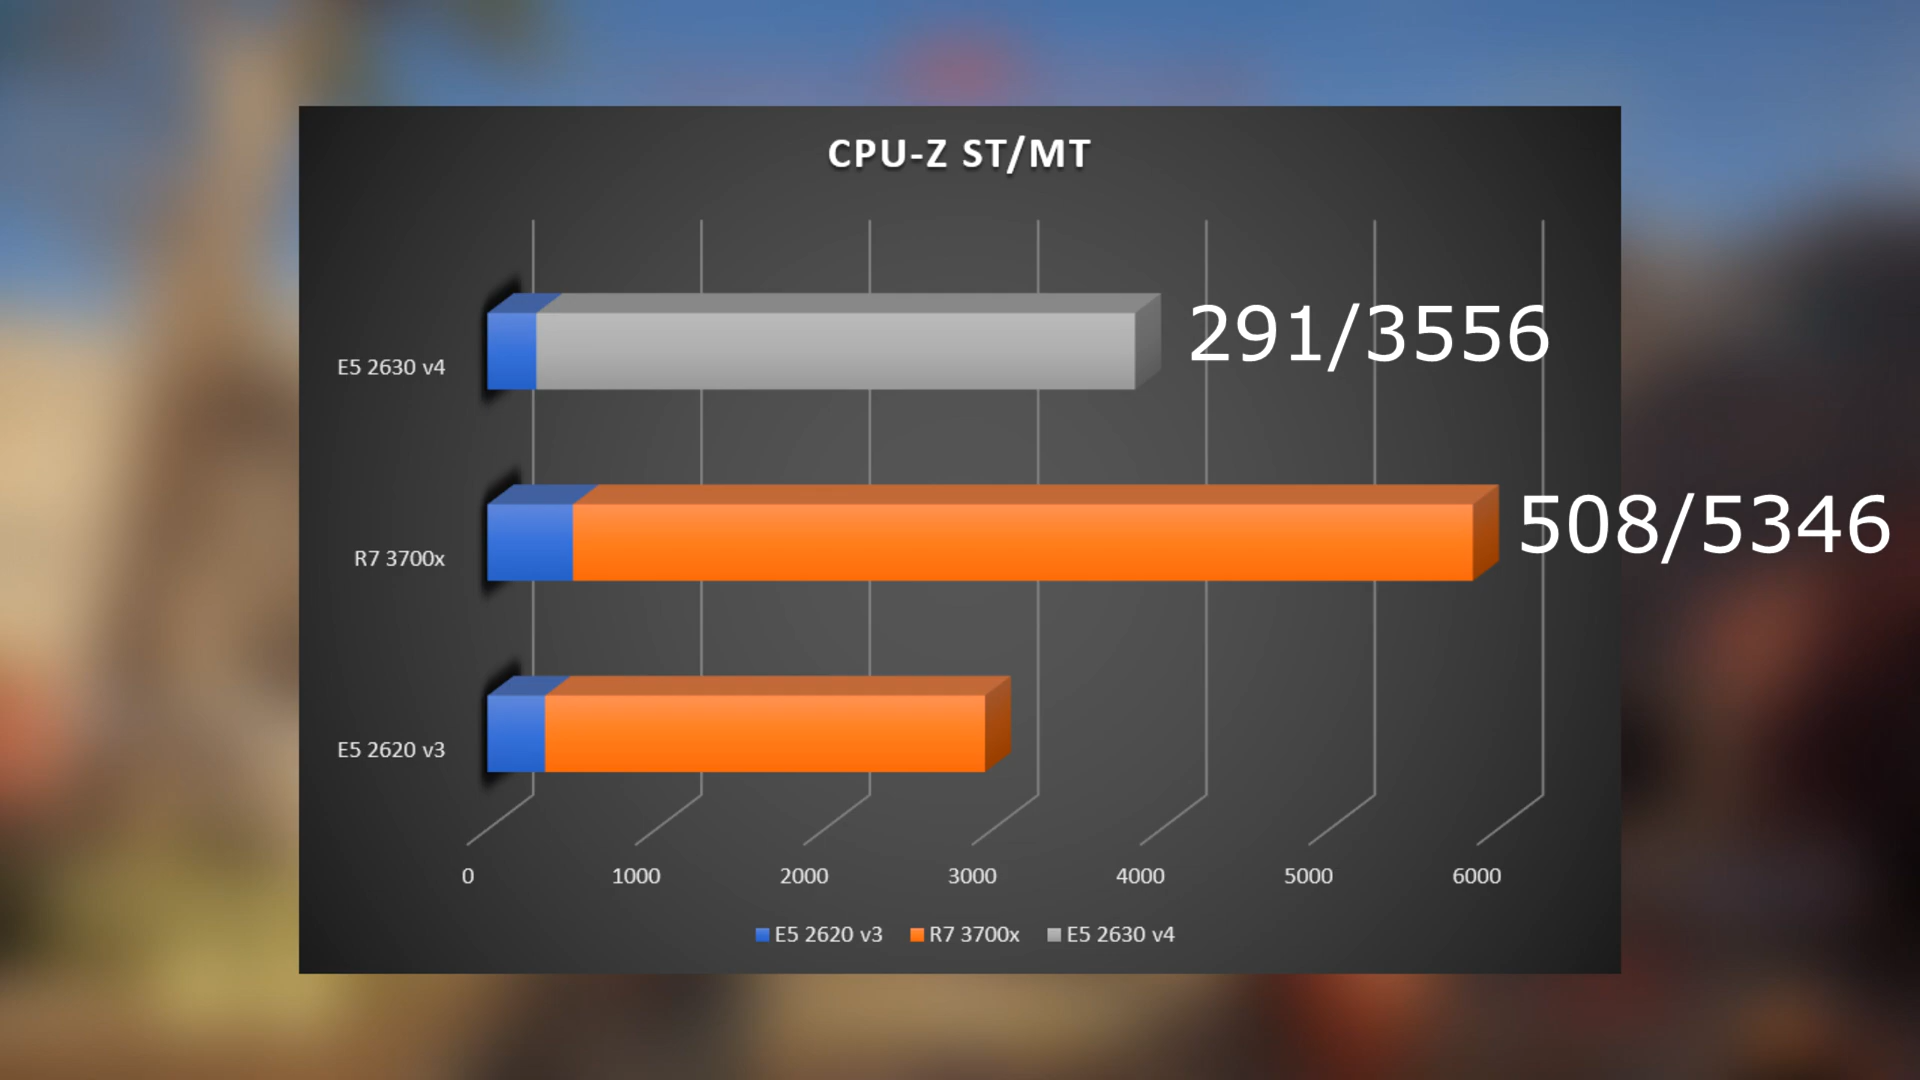 CPU-Z ST/MT
E5 2630 v4
291/3556
R7 3700x
508/5346
E5 2620 v3
0 1000 2000 3000 4000 5000 6000
E5 2620 v3 R7 3700x E5 2630 v4